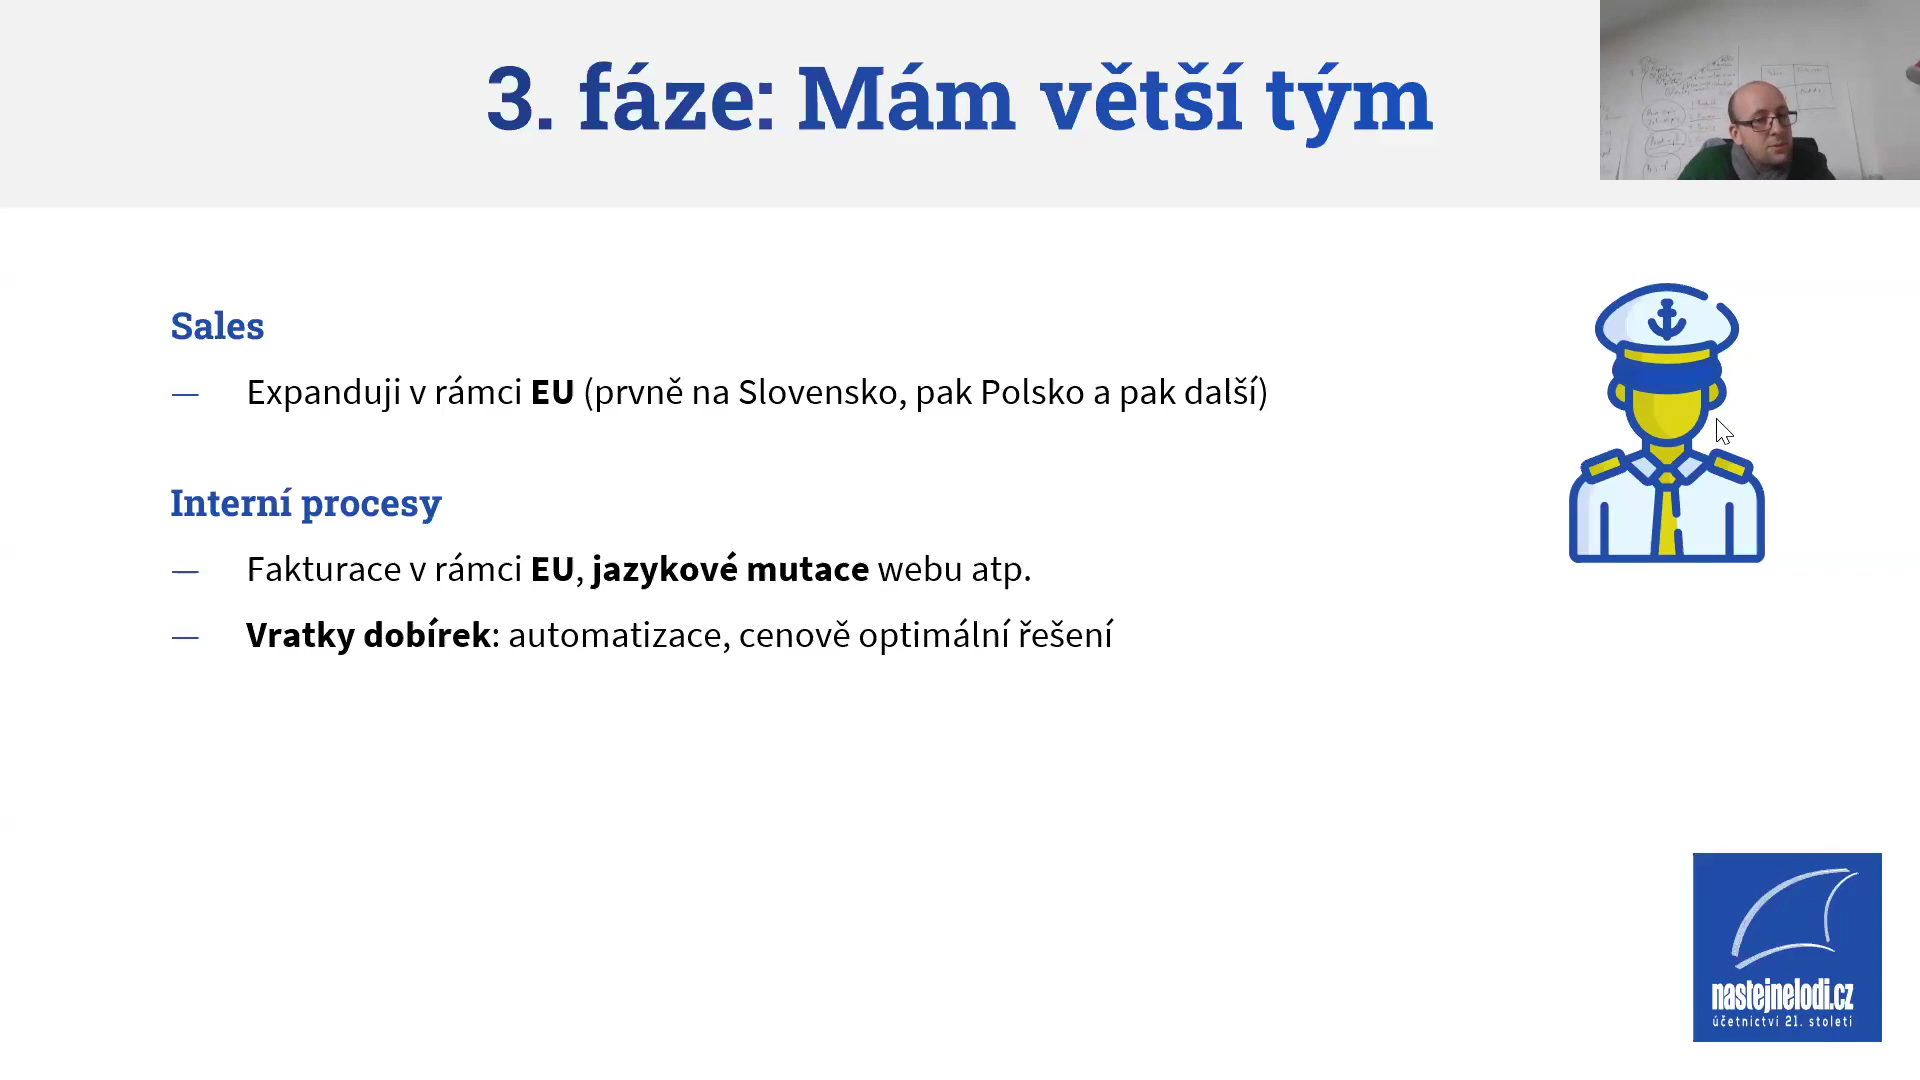 3. fáze: Mám větší tým
Sales
— Expanduji v rámci EU (prvně na Slovensko, pak Polsko a pak další)
Interní procesy
— Fakturace v rámci EU, jazykové mutace webu atp.
— Vratky dobírek: automatizace, cenově optimální řešení
nastejnelodi.cz
účetnictví 21. století